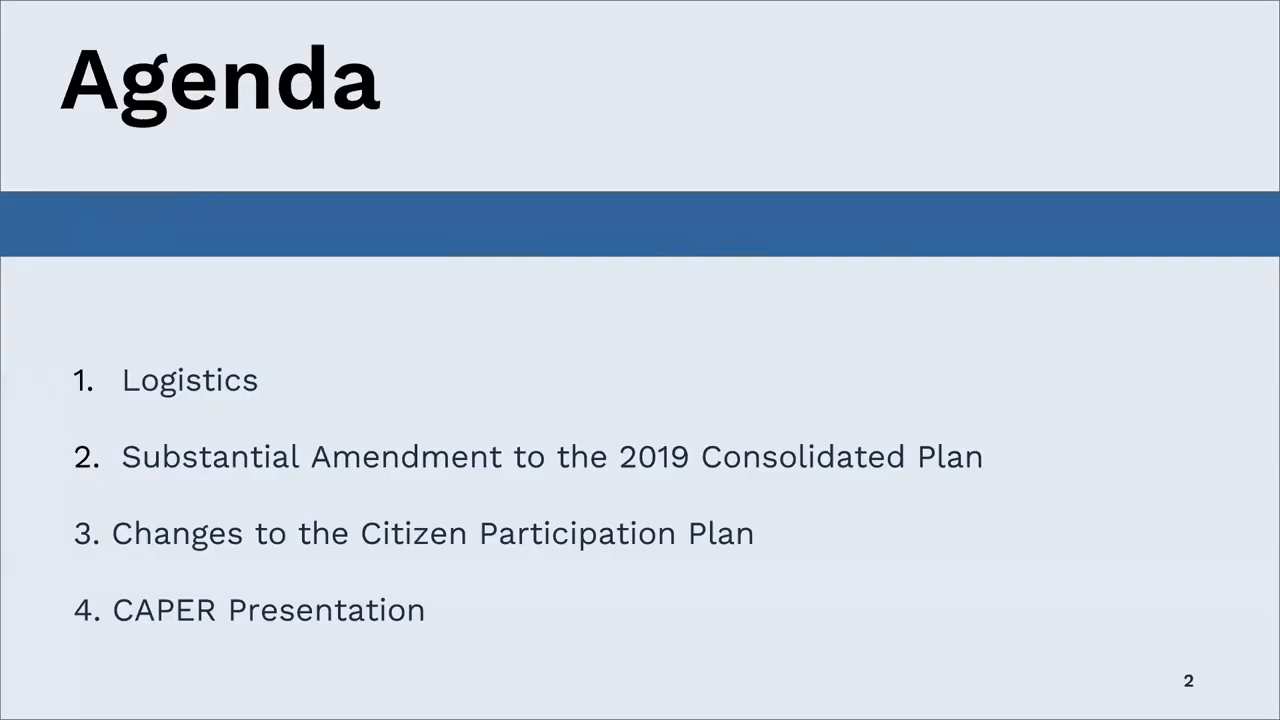 Agenda
1. Logistics
2. Substantial Amendment to the 2019 Consolidated Plan
3. Changes to the Citizen Participation Plan
4. CAPER Presentation
2